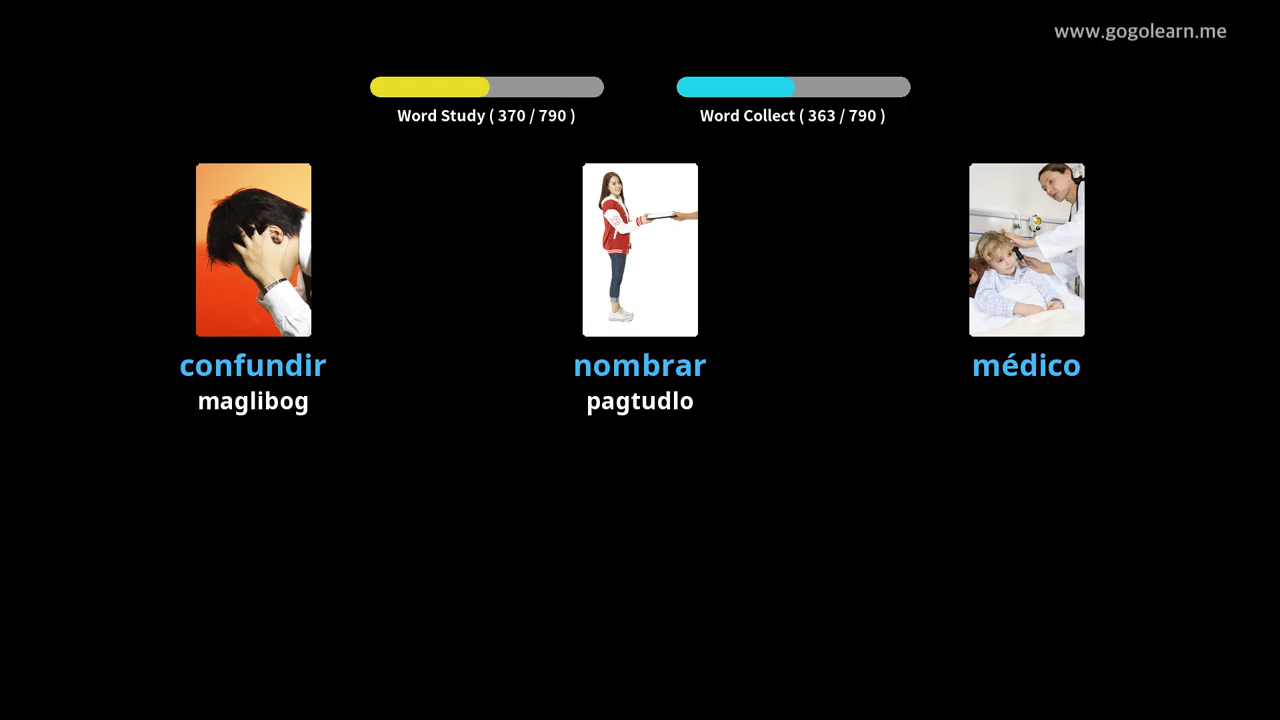 www.gogolearn.me
Word Study ( 370 / 790 )
Word Collect ( 363 / 790 )
confundir
maglibog
nombrar
pagtudlo
médico